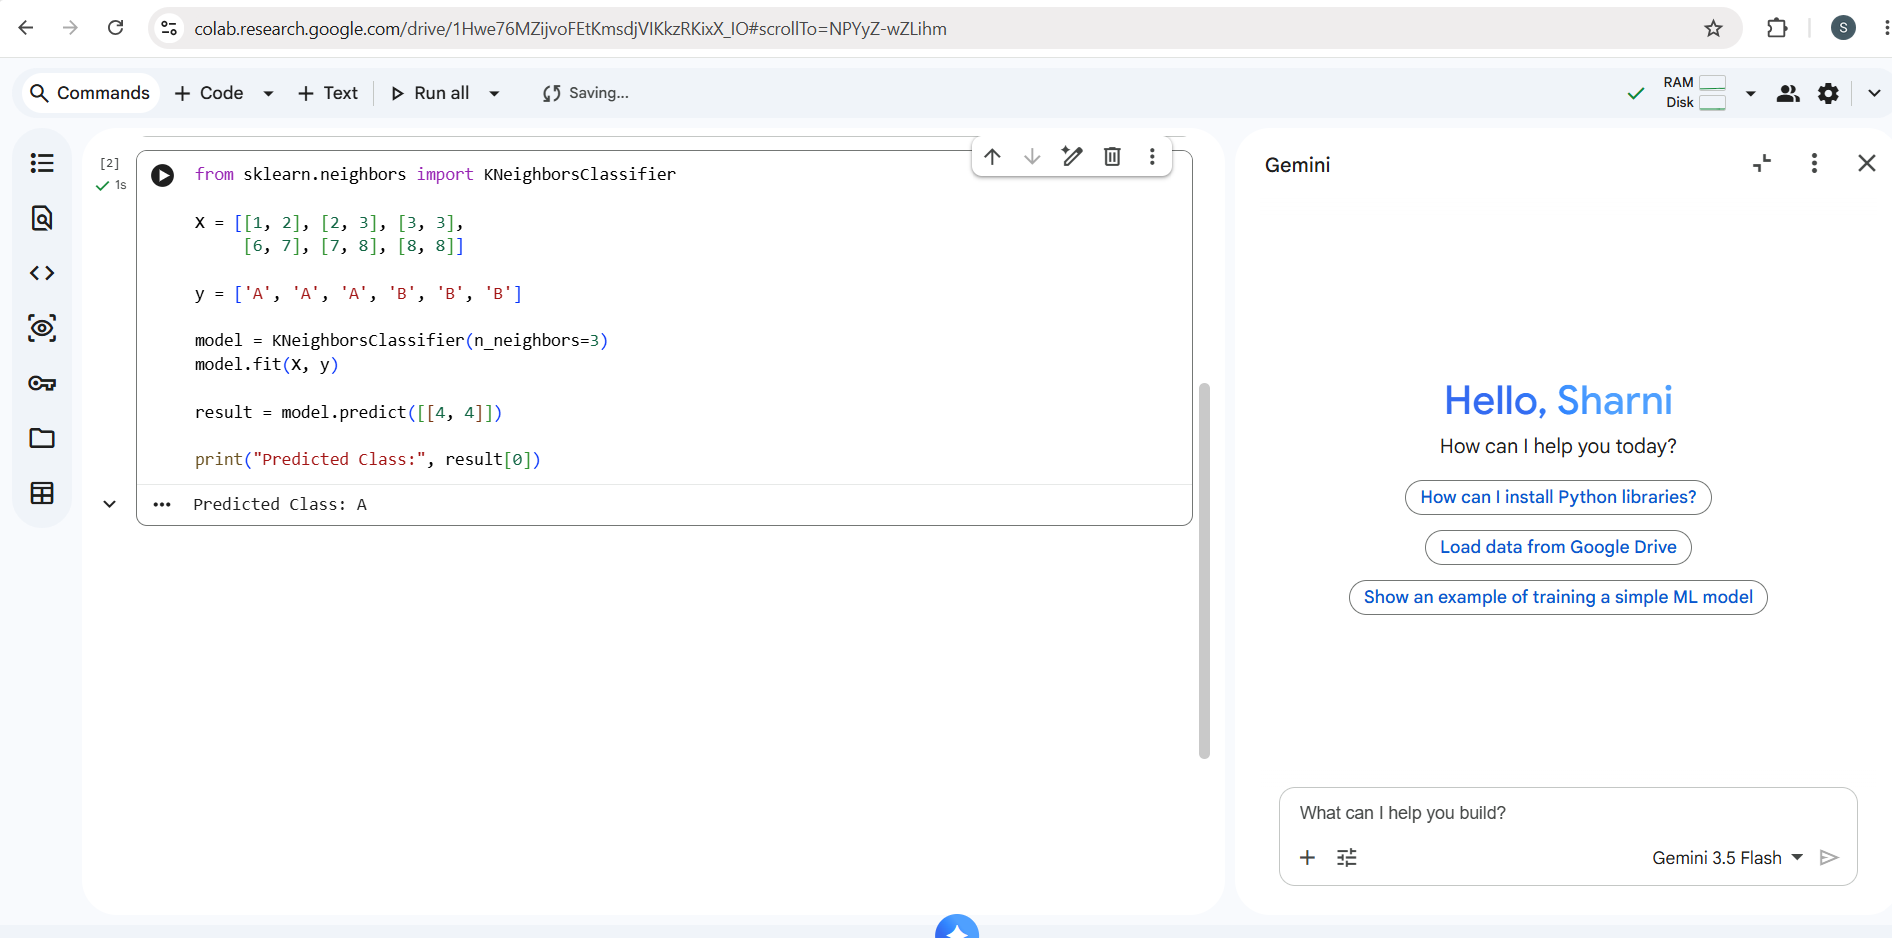 colab.research.google.com/drive/1Hwe76MZijvoFEtKmsdjVIKkzRKixX_IO#scrollTo=NPYyZ-wZLihm
S
Commands
+ Code
+ Text
Run all
Saving...
RAM
Disk
[2]
1s
from sklearn.neighbors import KNeighborsClassifier
X = [[1, 2], [2, 3], [3, 3],
[6, 7], [7, 8], [8, 8]]
y = ['A', 'A', 'A', 'B', 'B', 'B']
model = KNeighborsClassifier(n_neighbors=3)
model.fit(X, y)
result = model.predict([[4, 4]])
print("Predicted Class:", result[0])
Predicted Class: A
Gemini
Hello, Sharni
How can I help you today?
How can I install Python libraries?
Load data from Google Drive
Show an example of training a simple ML model
What can I help you build?
Gemini 3.5 Flash